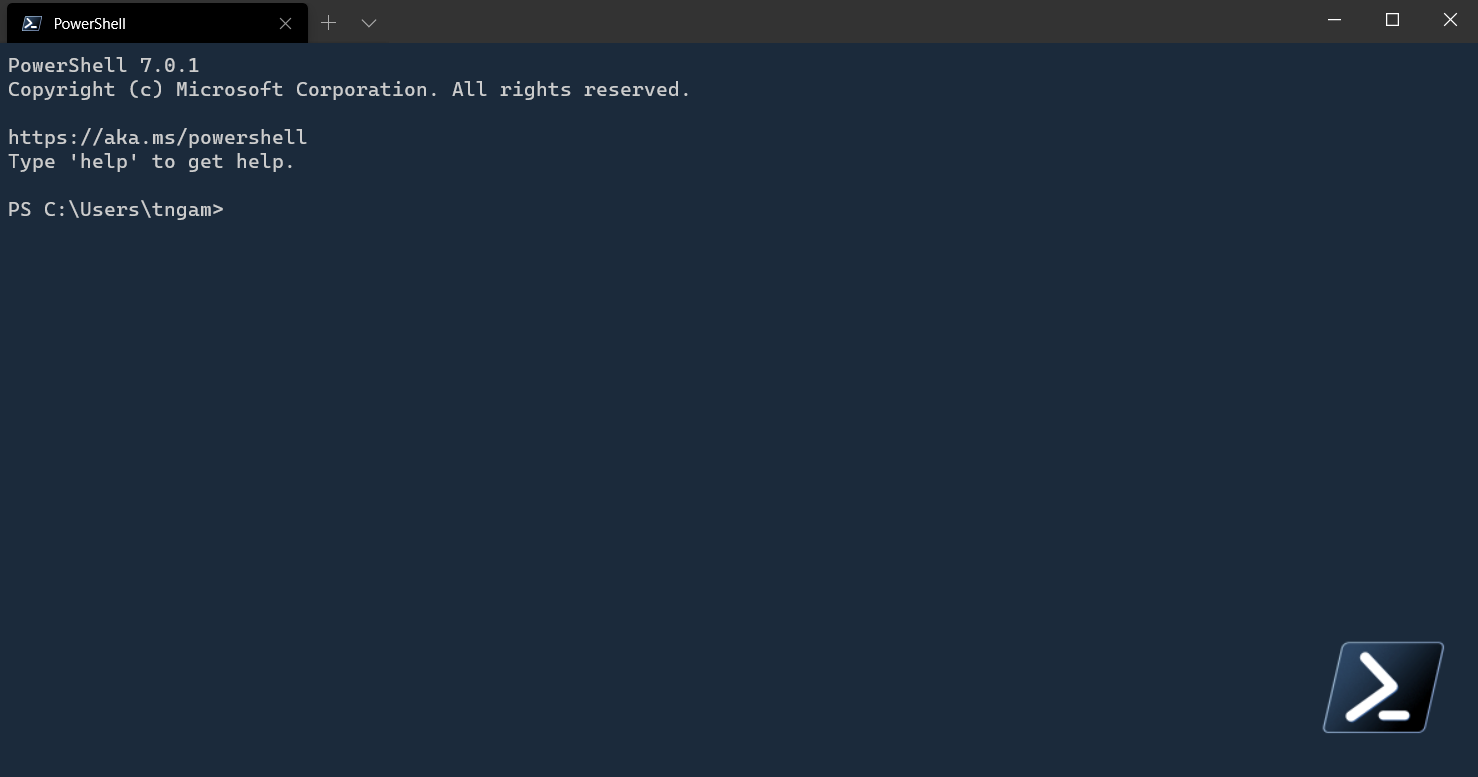 PowerShell
PowerShell 7.0.1
Copyright (c) Microsoft Corporation. All rights reserved.
https://aka.ms/powershell
Type 'help' to get help.
PS C:\Users\tngam>